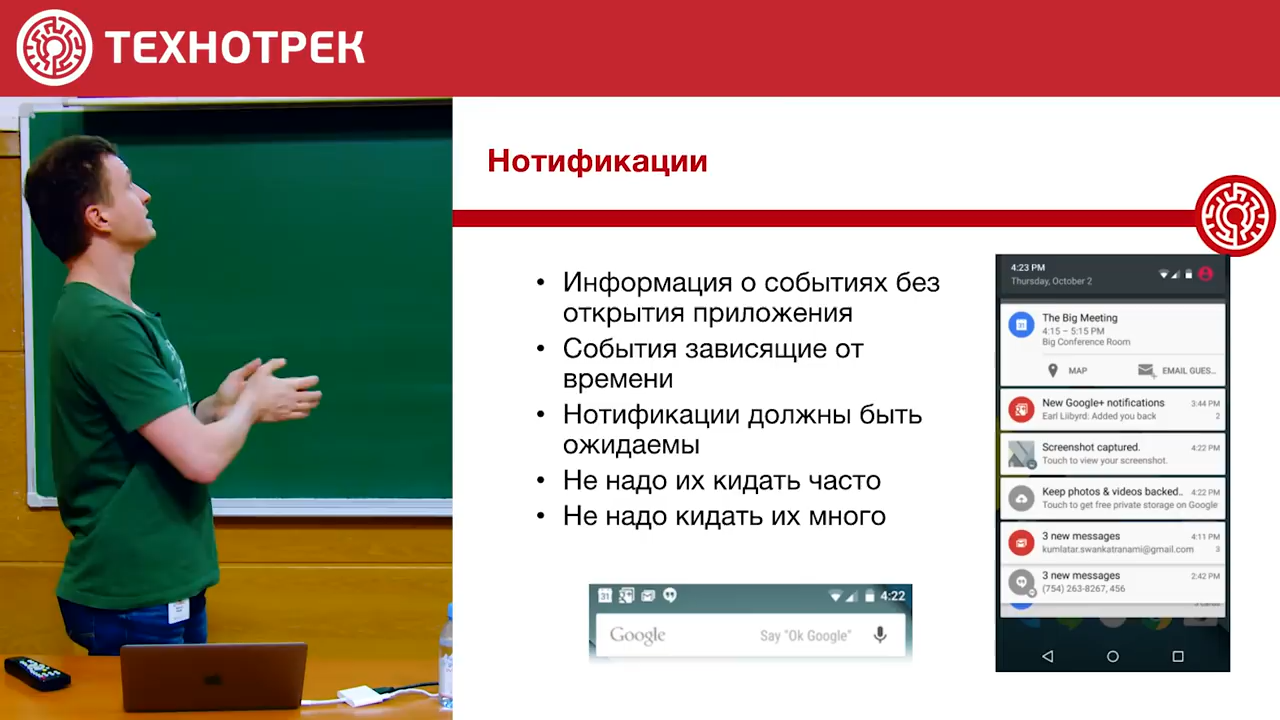 ТЕХНОТРЕК
Нотификации
• Информация о событиях без
открытия приложения
• События зависящие от
времени
• Нотификации должны быть
ожидаемы
• Не надо их кидать часто
• Не надо кидать их много
31 4:22
Google Say "Ok Google"
4:23 PM
Thursday, October 2
31 The Big Meeting
4:15 – 5:15 PM
Big Conference Room
MAP EMAIL GUES...
New Google+ notifications 3:44 PM
Earl Liibyrd: Added you back 2
Screenshot captured. 4:22 PM
Touch to view your screenshot.
Keep photos & videos backed.. 4:22 PM
Touch to get free private storage on Google
3 new messages 4:11 PM
kumlatar.swankatranami@gmail.com 3
3 new messages 2:42 PM
(754) 263-8267, 456